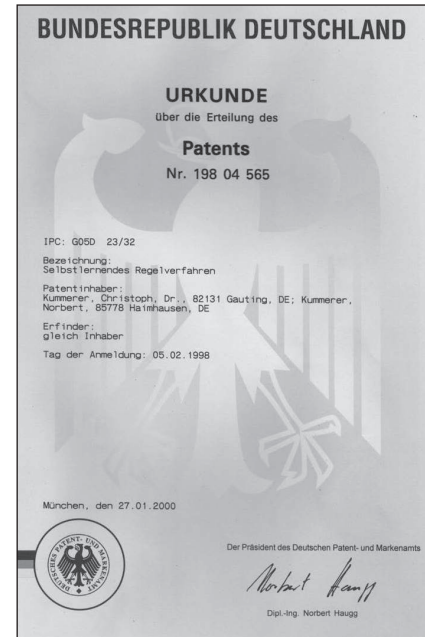 BUNDESREPUBLIK DEUTSCHLAND
URKUNDE
über die Erteilung des
Patents
Nr. 198 04 565
IPC: G05D 23/32
Bezeichnung:
Selbstlernendes Regelverfahren
Patentinhaber:
Kummerer, Christoph, Dr., 82131 Gauting, DE; Kummerer,
Norbert, 85778 Haimhausen, DE
Erfinder:
gleich Inhaber
Tag der Anmeldung: 05.02.1998
München, den 27.01.2000
DEUTSCHES PATENT- UND MARKENAMT
Der Präsident des Deutschen Patent- und Markenamts
Norbert Haugg
Dipl.-Ing. Norbert Haugg